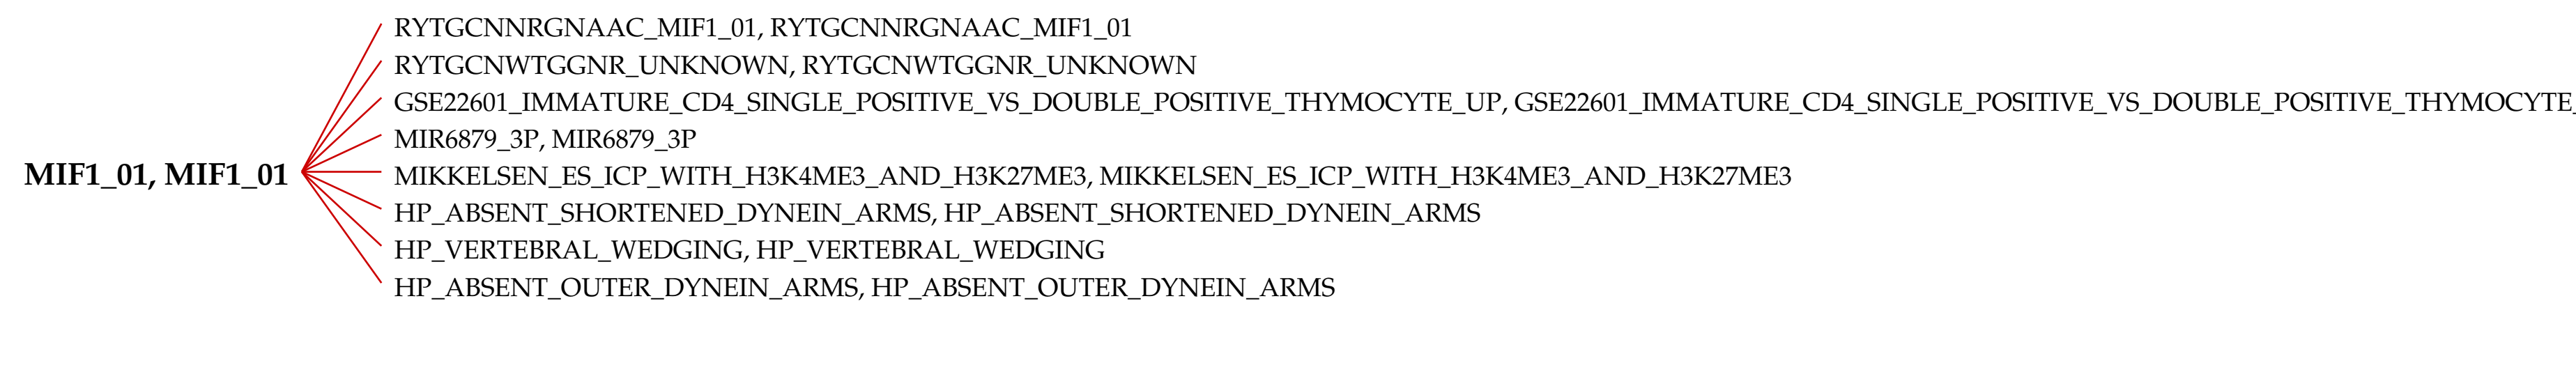 RYTGCNNRGNAAC_MIF1_01, RYTGCNNRGNAAC_MIF1_01
RYTGCNWTGGNR_UNKNOWN, RYTGCNWTGGNR_UNKNOWN
GSE22601_IMMATURE_CD4_SINGLE_POSITIVE_VS_DOUBLE_POSITIVE_THYMOCYTE_UP, GSE22601_IMMATURE_CD4_SINGLE_POSITIVE_VS_DOUBLE_POSITIVE_THYMOCYTE_
MIR6879_3P, MIR6879_3P
MIF1_01, MIF1_01
MIKKELSEN_ES_ICP_WITH_H3K4ME3_AND_H3K27ME3, MIKKELSEN_ES_ICP_WITH_H3K4ME3_AND_H3K27ME3
HP_ABSENT_SHORTENED_DYNEIN_ARMS, HP_ABSENT_SHORTENED_DYNEIN_ARMS
HP_VERTEBRAL_WEDGING, HP_VERTEBRAL_WEDGING
HP_ABSENT_OUTER_DYNEIN_ARMS, HP_ABSENT_OUTER_DYNEIN_ARMS